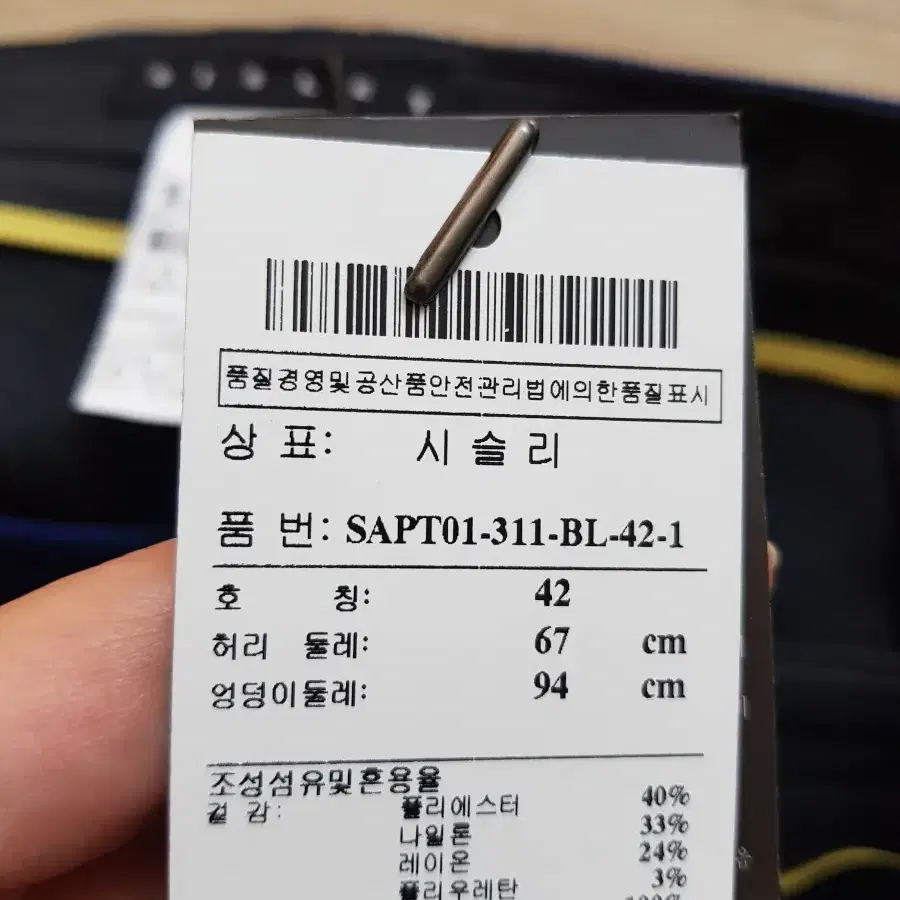 품질경영및공산품안전관리법에의한품질표시
상 표: 시 슬 리
품 번: SAPT01-311-BL-42-1
호 칭: 42
허리 둘레: 67 cm
엉덩이둘레: 94 cm
조성섬유및혼용율
겉 감: 폴리에스터 40%
나일론 33%
레이온 24%
폴리우레탄 3%